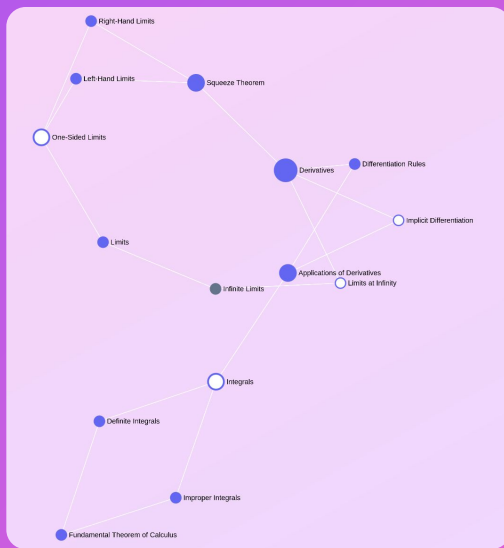 Right-Hand Limits
Left-Hand Limits
Squeeze Theorem
One-Sided Limits
Derivatives
Differentiation Rules
Implicit Differentiation
Limits
Applications of Derivatives
Limits at Infinity
Infinite Limits
Integrals
Definite Integrals
Improper Integrals
Fundamental Theorem of Calculus